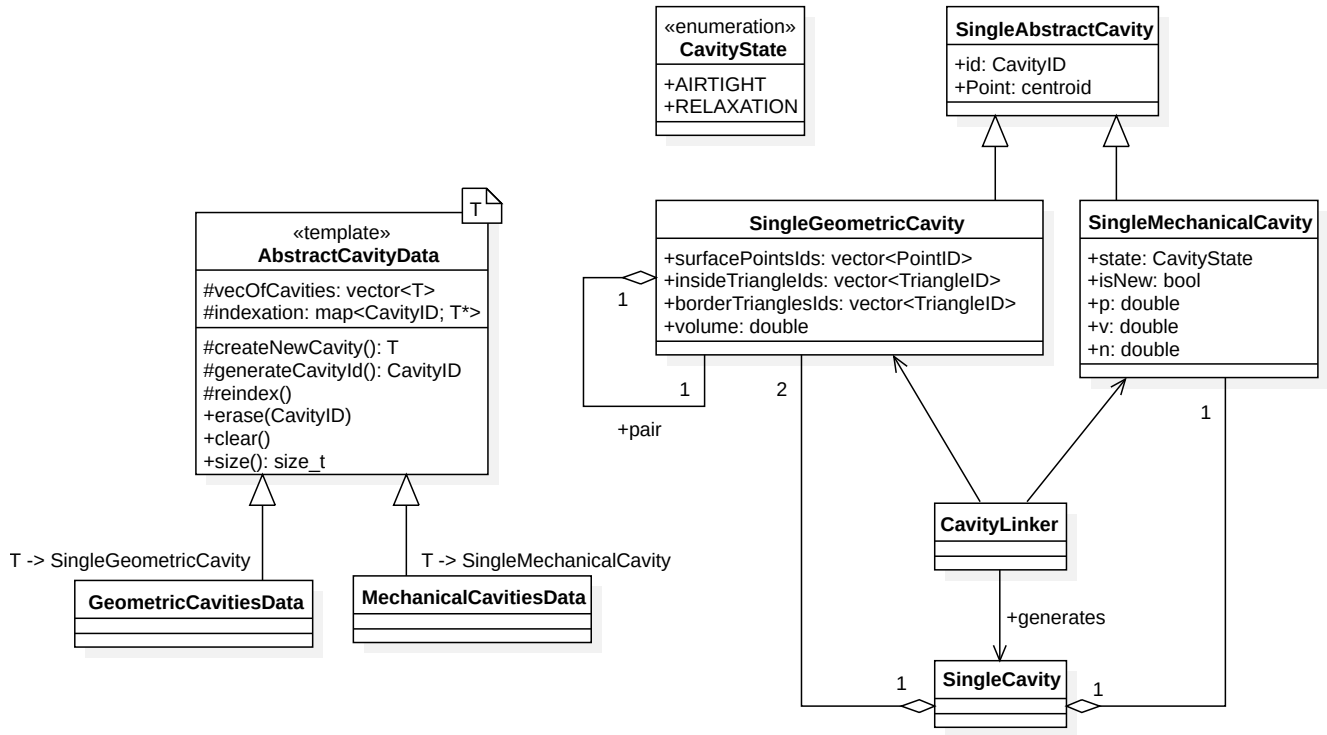 «enumeration»
CavityState
+AIRTIGHT
+RELAXATION
SingleAbstractCavity
+id: CavityID
+Point: centroid
T
«template»
AbstractCavityData
#vecOfCavities: vector<T>
#indexation: map<CavityID; T*>
#createNewCavity(): T
#generateCavityId(): CavityID
#reindex()
+erase(CavityID)
+clear()
+size(): size_t
SingleGeometricCavity
+surfacePointsIds: vector<PointID>
+insideTriangleIds: vector<TriangleID>
+borderTrianglesIds: vector<TriangleID>
+volume: double
SingleMechanicalCavity
+state: CavityState
+isNew: bool
+p: double
+v: double
+n: double
1
1
2
1
+pair
T -> SingleGeometricCavity
T -> SingleMechanicalCavity
GeometricCavitiesData
MechanicalCavitiesData
CavityLinker
+generates
SingleCavity
1
1